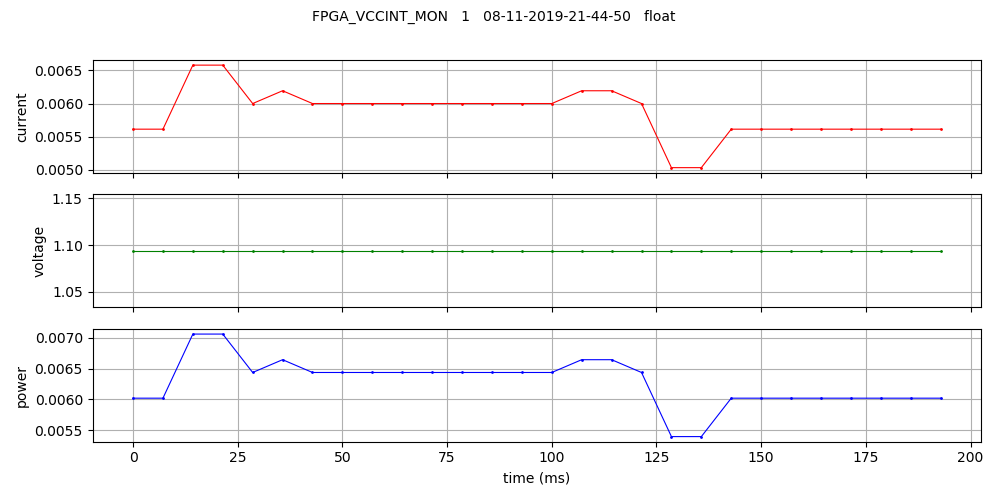 FPGA_VCCINT_MON   1   08-11-2019-21-44-50   float
0.0065
0.0060
0.0055
0.0050
current
1.15
1.10
1.05
voltage
0.0070
0.0065
0.0060
0.0055
power
0 25 50 75 100 125 150 175 200
time (ms)